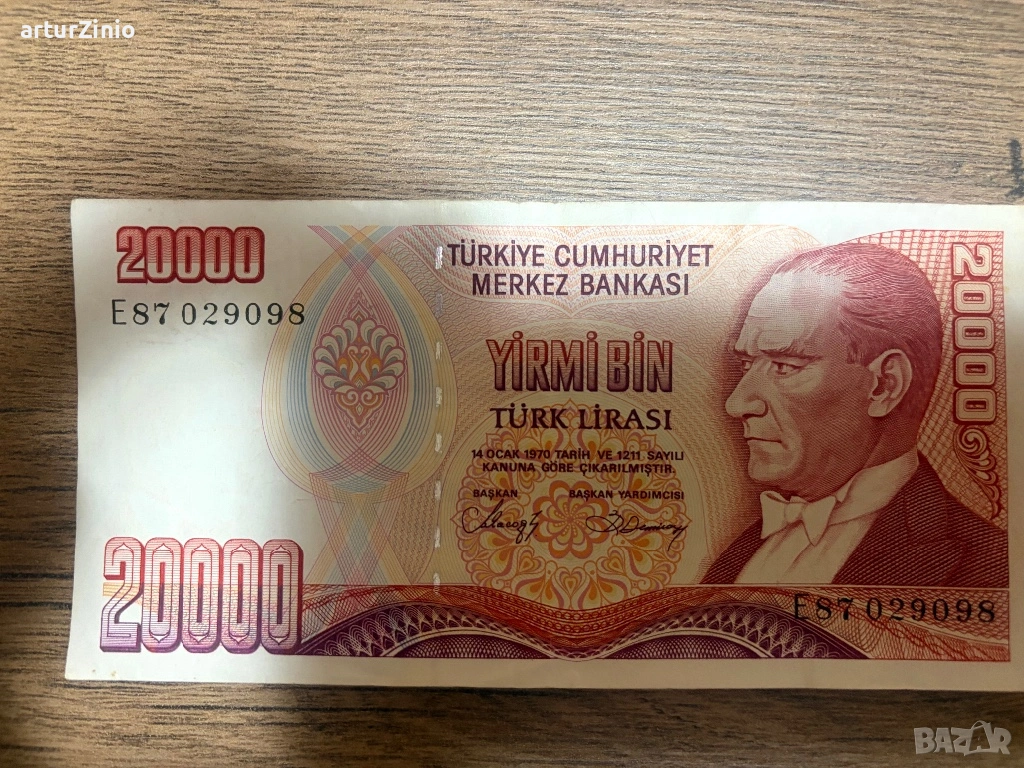 arturZinio
20000
E87 029098
TÜRKİYE CUMHURİYET
MERKEZ BANKASI
YİRMİ BİN
TÜRK LİRASI
14 OCAK 1970 TARİH VE 1211 SAYILI
KANUNA GÖRE ÇIKARILMIŞTIR.
BAŞKAN BAŞKAN YARDIMCISI
20000
20000
E87 029098
BAZAR